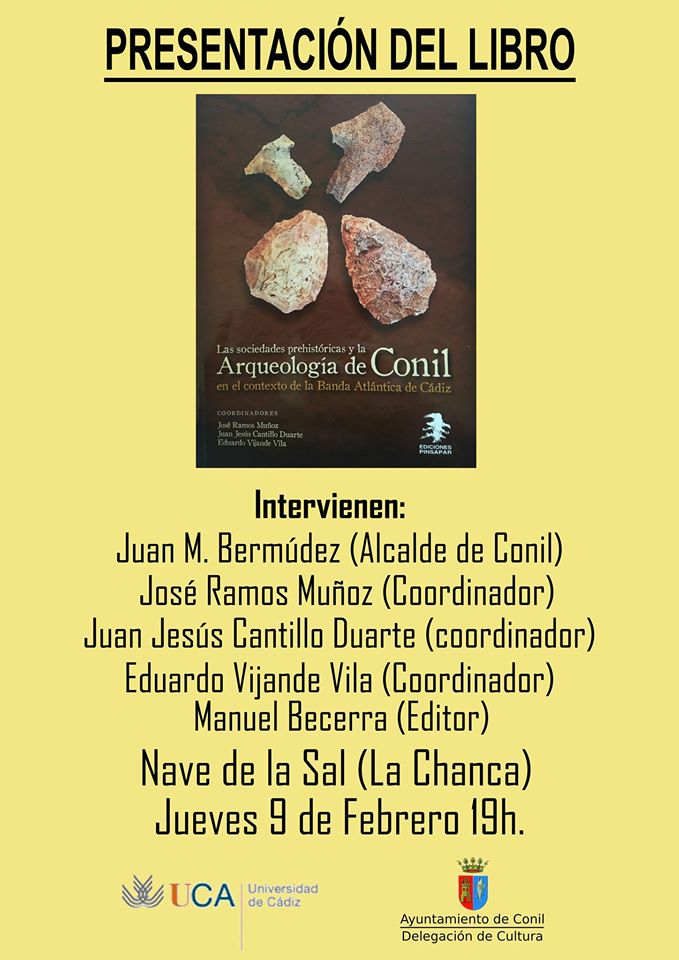 PRESENTACIÓN DEL LIBRO
Las sociedades prehistóricas y la
Arqueología de Conil
en el contexto de la Banda Atlántica de Cádiz
COORDINADORES
José Ramos Muñoz
Juan Jesús Cantillo Duarte
Eduardo Vijande Vila
EDICIONES
PINSAPAR
Intervienen:
Juan M. Bermúdez (Alcalde de Conil)
José Ramos Muñoz (Coordinador)
Juan Jesús Cantillo Duarte (coordinador)
Eduardo Vijande Vila (Coordinador)
Manuel Becerra (Editor)
Nave de la Sal (La Chanca)
Jueves 9 de Febrero 19h.
UCA
Universidad
de Cádiz
Ayuntamiento de Conil
Delegación de Cultura